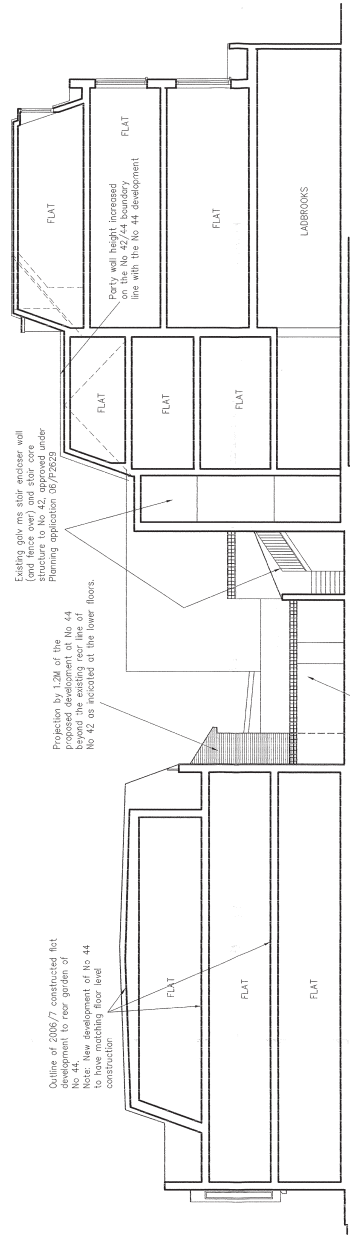 Outline of 2006/7 constructed flat
development to rear garden of
No 44.
Note: New development of No 44
to have matching floor level
construction
FLAT
FLAT
FLAT
Projection by 1.2M of the
proposed development at No 44
beyond the existing rear line of
No 42 as indicated at the lower floors.
Existing galv ms stair encloser wall
(and fence over) and stair core
structure to No 42, approved under
Planning application 06/P2629
FLAT
FLAT
FLAT
Party wall height increased
on the No 42/44 boundary
line with the No 44 development
FLAT
FLAT
FLAT
LADBROOKS